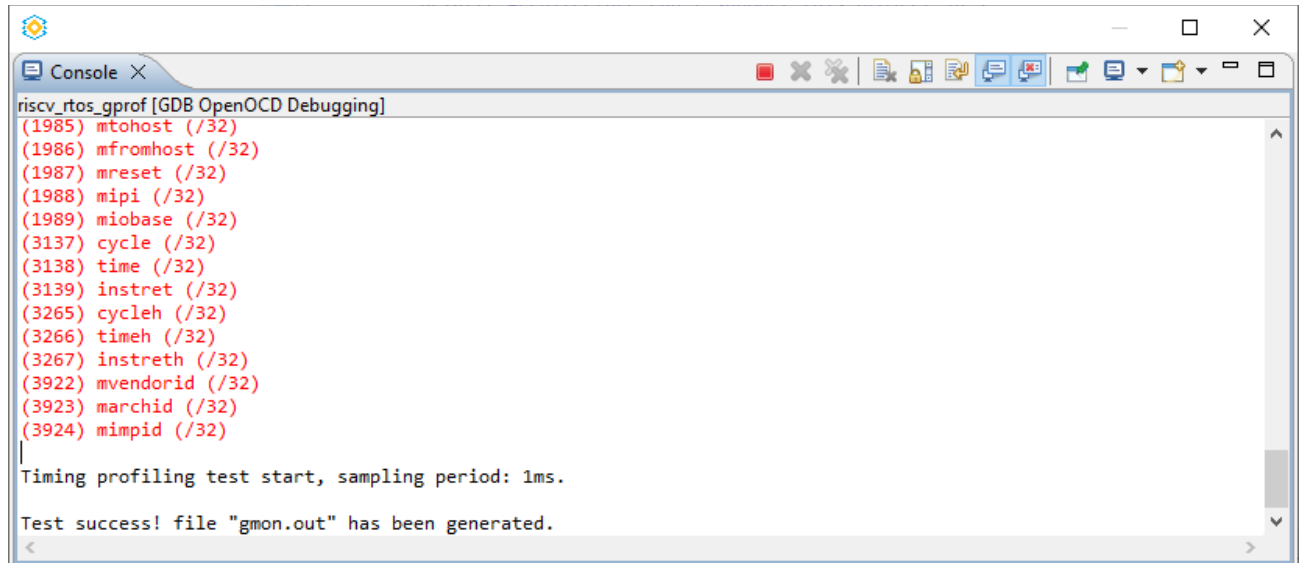 Console
riscv_rtos_gprof [GDB OpenOCD Debugging]
(1985) mtohost (/32)
(1986) mfromhost (/32)
(1987) mreset (/32)
(1988) mipi (/32)
(1989) miobase (/32)
(3137) cycle (/32)
(3138) time (/32)
(3139) instret (/32)
(3265) cycleh (/32)
(3266) timeh (/32)
(3267) instreth (/32)
(3922) mvendorid (/32)
(3923) marchid (/32)
(3924) mimpid (/32)
Timing profiling test start, sampling period: 1ms.
Test success! file "gmon.out" has been generated.